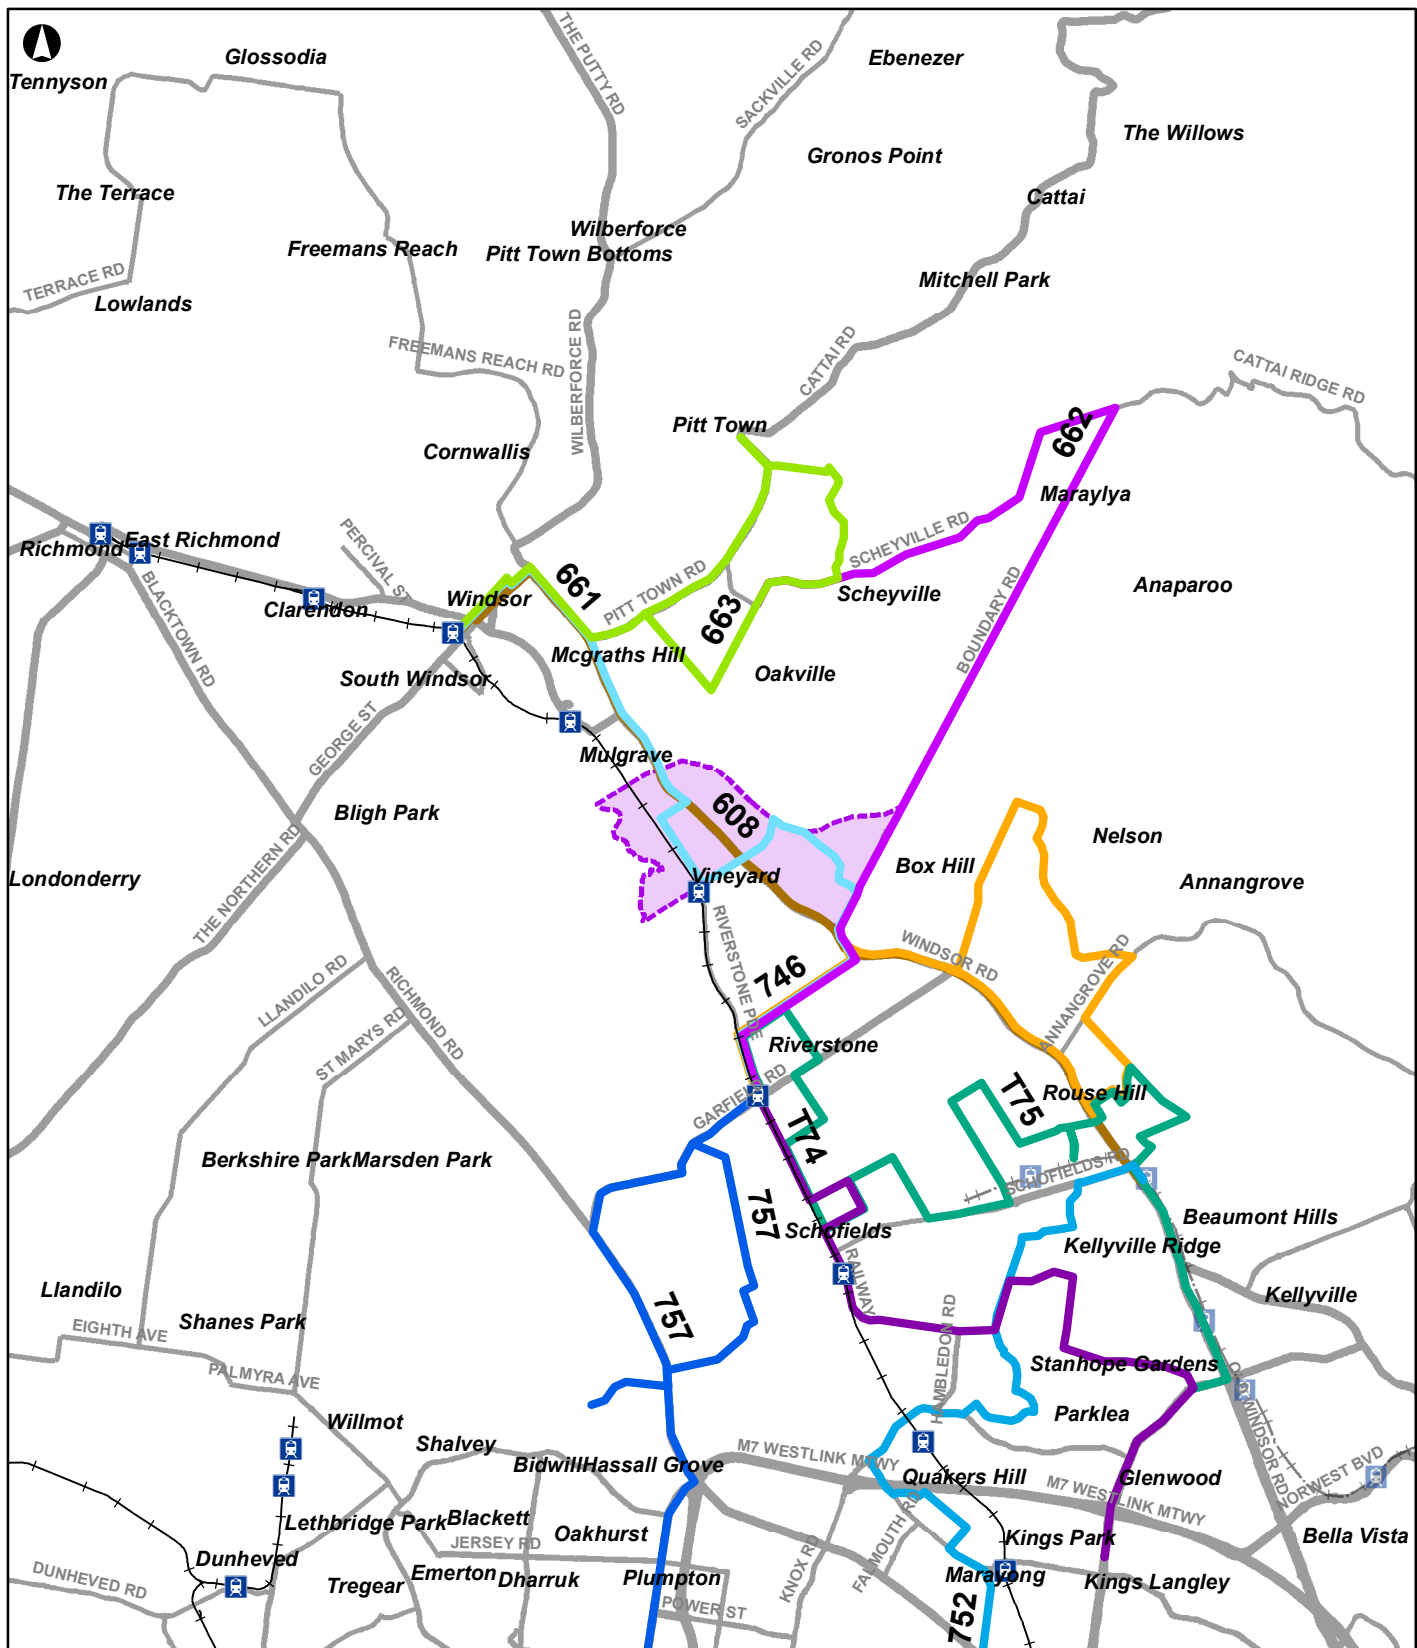 Glossodia
Ebenezer
Tennyson
THE PUTTY RD
SACKVILLE RD
The Willows
Gronos Point
The Terrace
Cattai
Wilberforce
Freemans Reach
Pitt Town Bottoms
TERRACE RD
Mitchell Park
Lowlands
FREEMANS REACH RD
WILBERFORCE RD
CATTAI RD
CATTAI RIDGE RD
Pitt Town
662
Cornwallis
Maraylya
PERCIVAL ST
SCHEYVILLE RD
Richmond
East Richmond
661
PITT TOWN RD
Anaparoo
Clarendon
Windsor
663
Scheyville
BLACKTOWN RD
BOUNDARY RD
Mcgraths Hill
South Windsor
Oakville
GEORGE ST
Mulgrave
Bligh Park
608
Nelson
Box Hill
Londonderry
Vineyard
Annangrove
THE NORTHERN RD
RIVERSTONE PDE
WINDSOR RD
746
LLANDILO RD
RICHMOND RD
ANNANGROVE RD
ST MARYS RD
Riverstone
GARFIELD RD
Rouse Hill
T75
T74
Berkshire Park
Marsden Park
SCHOFIELDS RD
757
Schofields
Beaumont Hills
Kellyville Ridge
RAILWAY
Llandilo
Kellyville
Shanes Park
757
EIGHTH AVE
HAMBLEDON RD
Stanhope Gardens
PALMYRA AVE
OLD WINDSOR RD
Willmot
Parklea
Shalvey
M7 WESTLINK MTWY
Bidwill
Hassall Grove
Quakers Hill
Glenwood
NORWEST BVD
M7 WESTLINK MTWY
Lethbridge Park
Blackett
Oakhurst
FALMOUTH RD
Kings Park
Bella Vista
JERSEY RD
KNOX RD
Dunheved
DUNHEVED RD
Tregear
Emerton
Dharruk
Plumpton
Marayong
Kings Langley
POWER ST
752